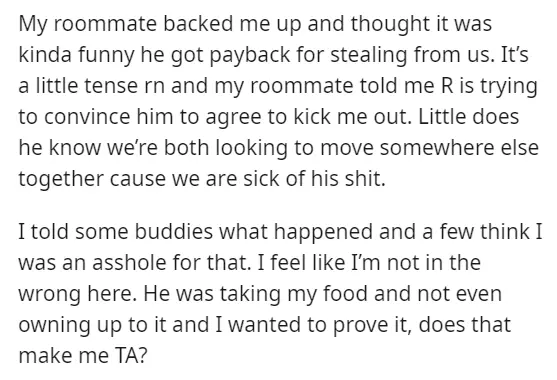 My roommate backed me up and thought it was
kinda funny he got payback for stealing from us. It’s
a little tense rn and my roommate told me R is trying
to convince him to agree to kick me out. Little does
he know we’re both looking to move somewhere else
together cause we are sick of his shit.
I told some buddies what happened and a few think I
was an asshole for that. I feel like I’m not in the
wrong here. He was taking my food and not even
owning up to it and I wanted to prove it, does that
make me TA?